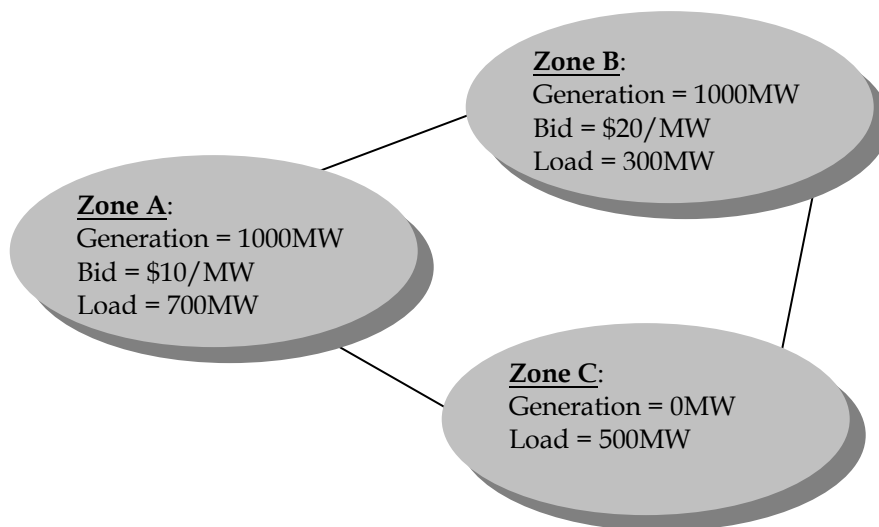 Zone B:
Generation = 1000MW
Bid = $20/MW
Load = 300MW
Zone A:
Generation = 1000MW
Bid = $10/MW
Load = 700MW
Zone C:
Generation = 0MW
Load = 500MW